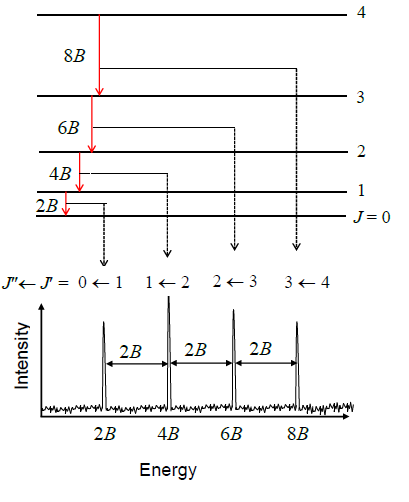 4
8B
3
6B
2
4B
1
2B
J = 0
J" ← J' = 0 ← 1 1 ← 2 2 ← 3 3 ← 4
Intensity
2B 2B 2B
2B 4B 6B 8B
Energy